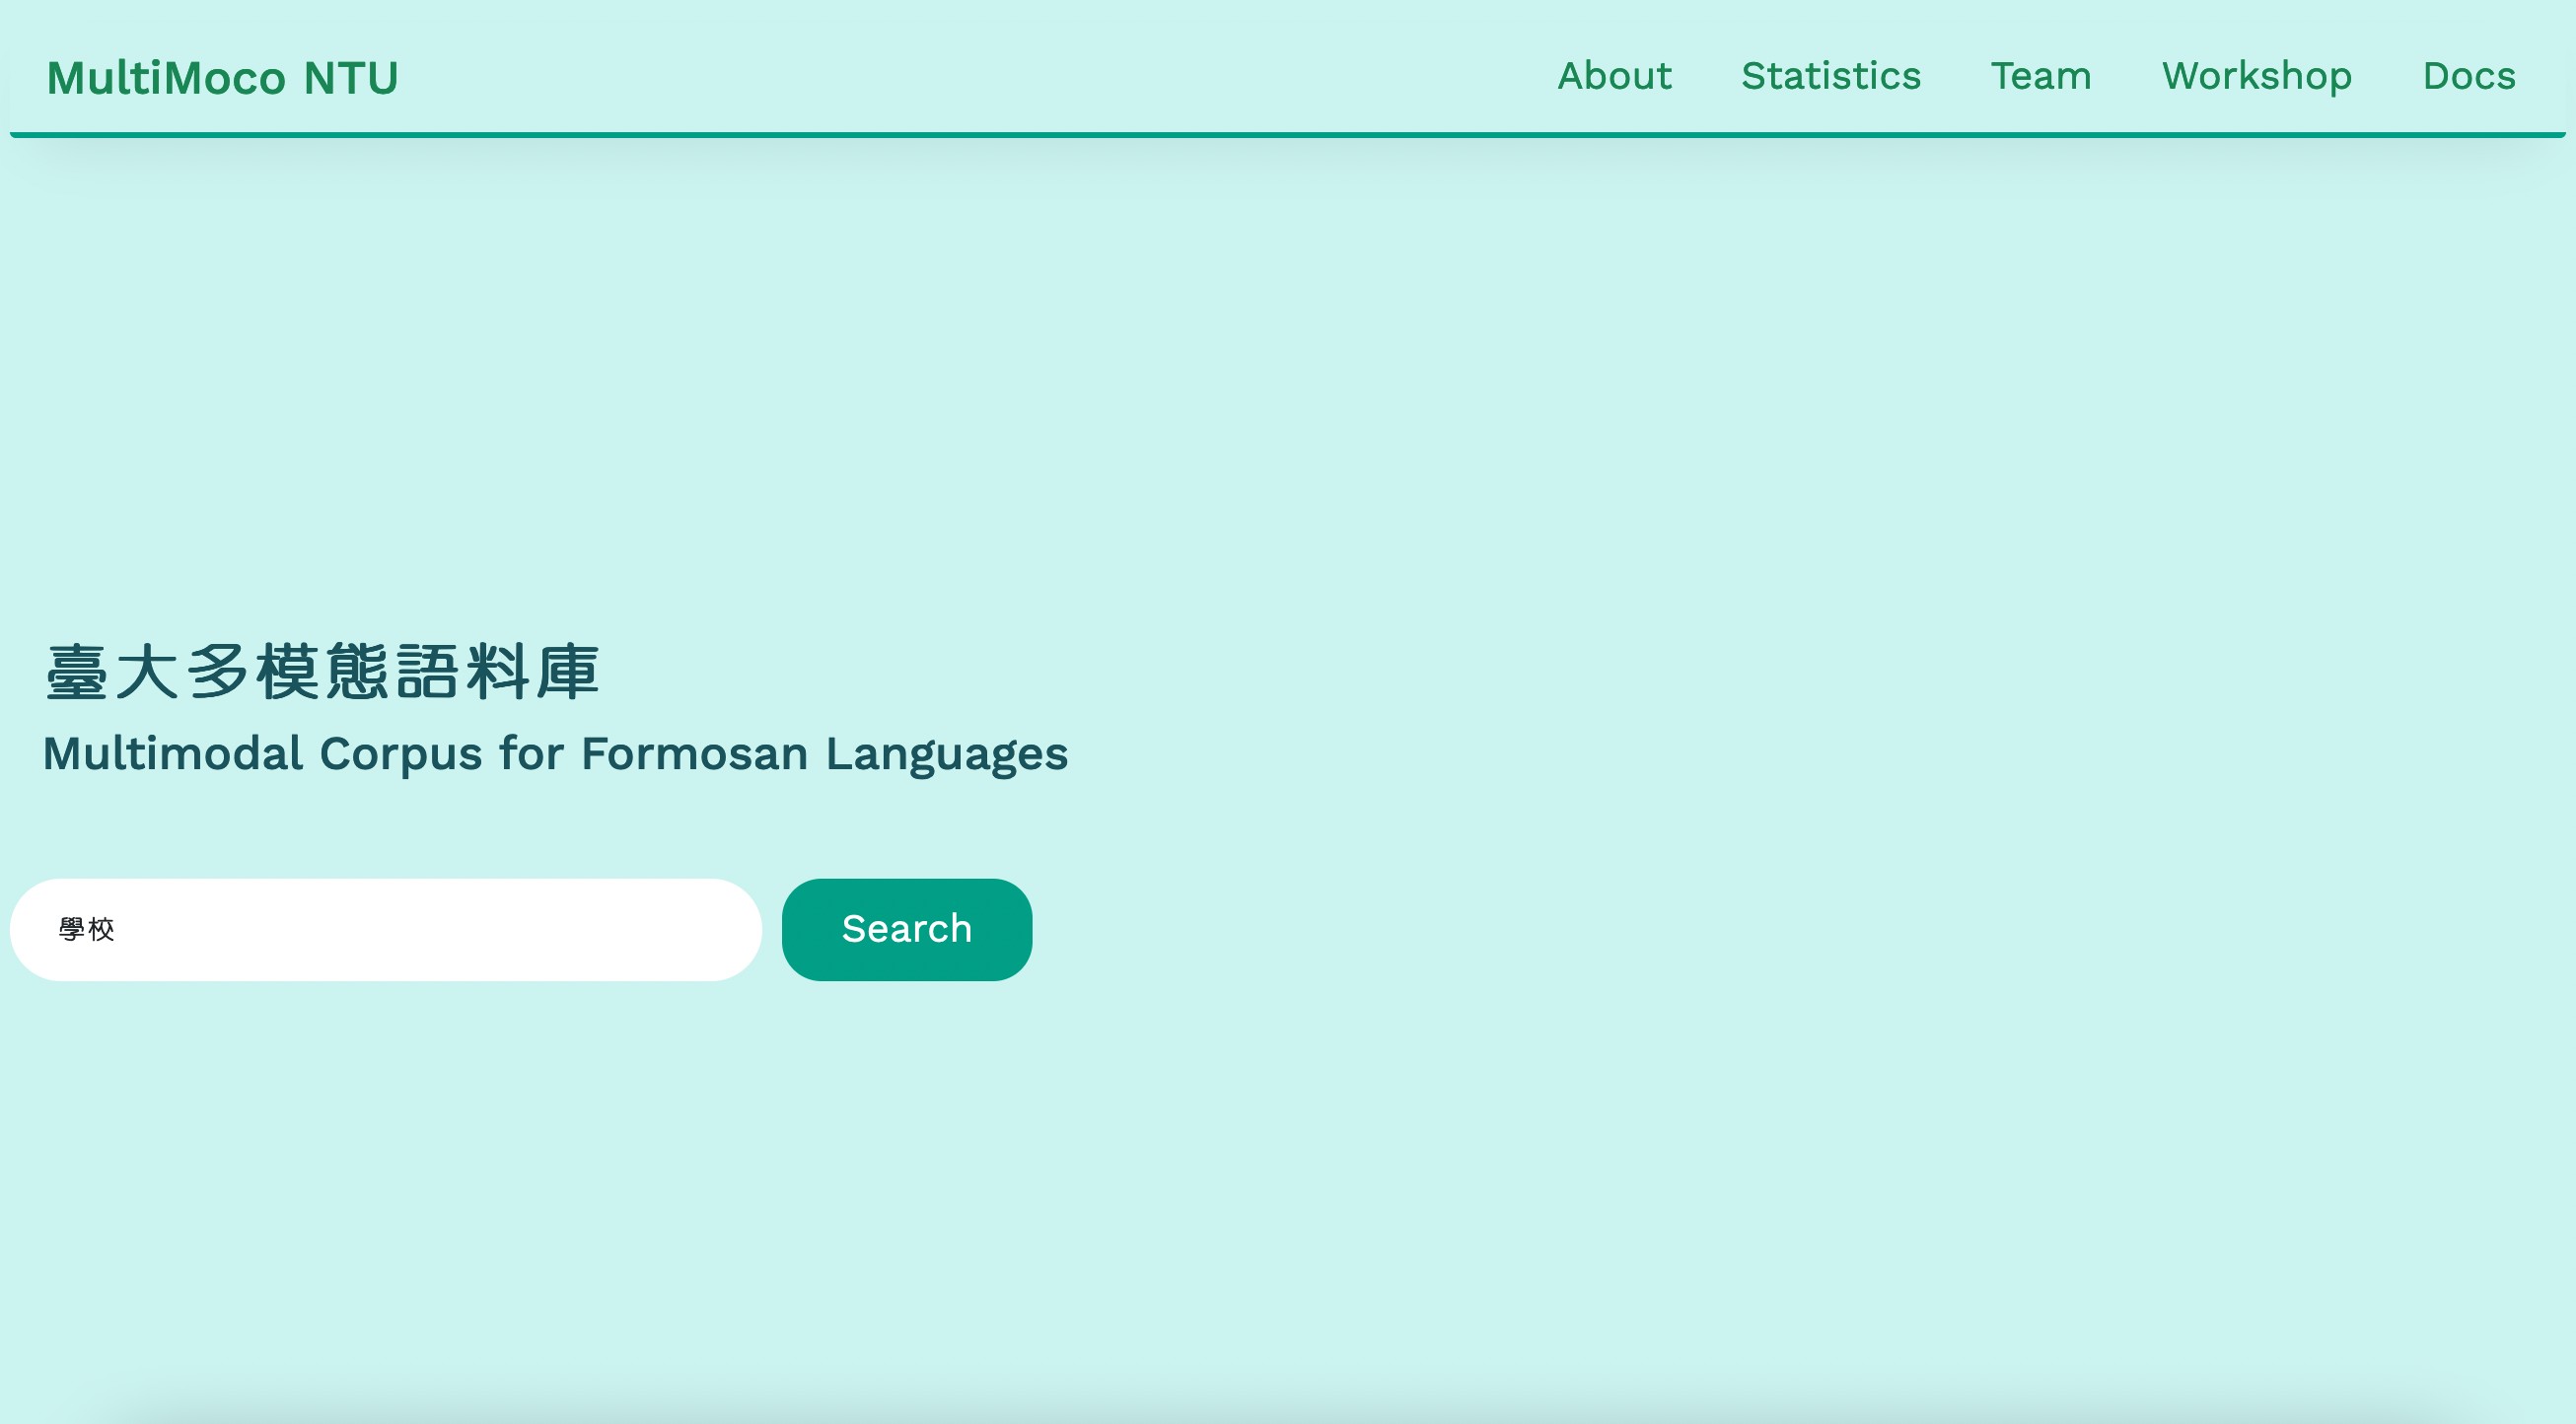 MultiMoco NTU
About Statistics Team Workshop Docs
臺大多模態語料庫
Multimodal Corpus for Formosan Languages
學校
Search